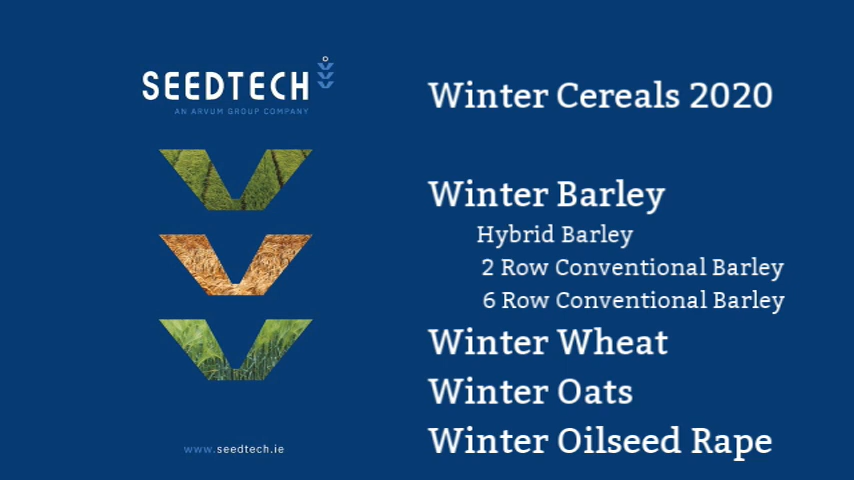 SEEDTECH
AN ARVUM GROUP COMPANY
www.seedtech.ie
Winter Cereals 2020
Winter Barley
Hybrid Barley
2 Row Conventional Barley
6 Row Conventional Barley
Winter Wheat
Winter Oats
Winter Oilseed Rape